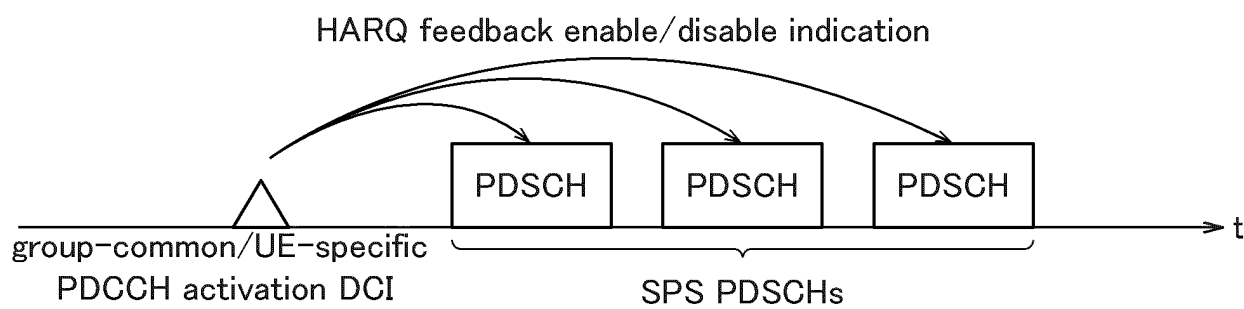 HARQ feedback enable/disable indication
PDSCH
PDSCH
PDSCH
t
group-common/UE-specific
PDCCH activation DCI
SPS PDSCHs